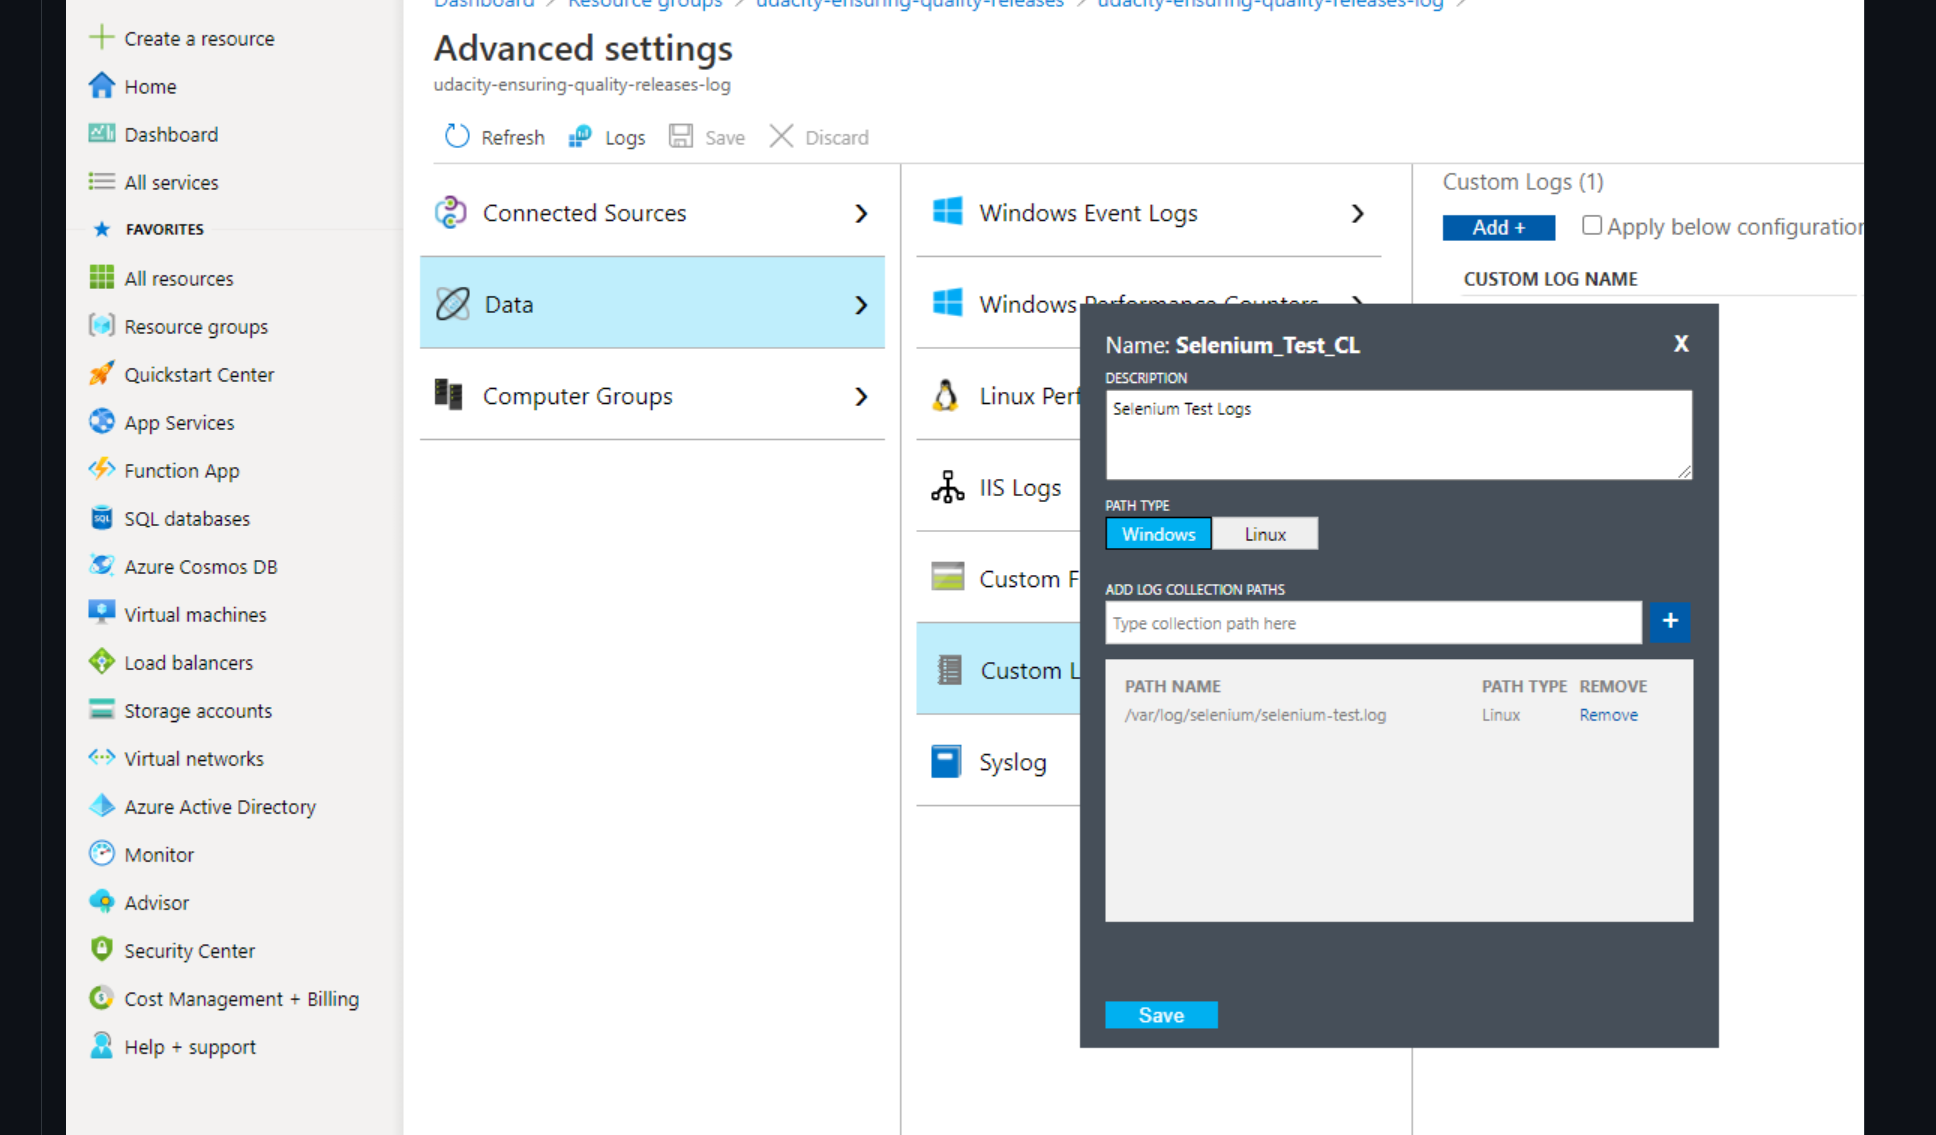 Dashboard > Resource groups > udacity-ensuring-quality-releases > udacity-ensuring-quality-releases-log >
Advanced settings
udacity-ensuring-quality-releases-log
Refresh Logs Save Discard
Create a resource
Home
Dashboard
All services
FAVORITES
All resources
Resource groups
Quickstart Center
App Services
Function App
SQL databases
Azure Cosmos DB
Virtual machines
Load balancers
Storage accounts
Virtual networks
Azure Active Directory
Monitor
Advisor
Security Center
Cost Management + Billing
Help + support
Connected Sources
Data
Computer Groups
Windows Event Logs
Windows Performance Counters
Linux Perf
IIS Logs
Custom F
Custom L
Syslog
Custom Logs (1)
Add + Apply below configuration
CUSTOM LOG NAME
Name: Selenium_Test_CL X
DESCRIPTION
Selenium Test Logs
PATH TYPE
Windows Linux
ADD LOG COLLECTION PATHS
Type collection path here +
PATH NAME PATH TYPE REMOVE
/var/log/selenium/selenium-test.log Linux Remove
Save